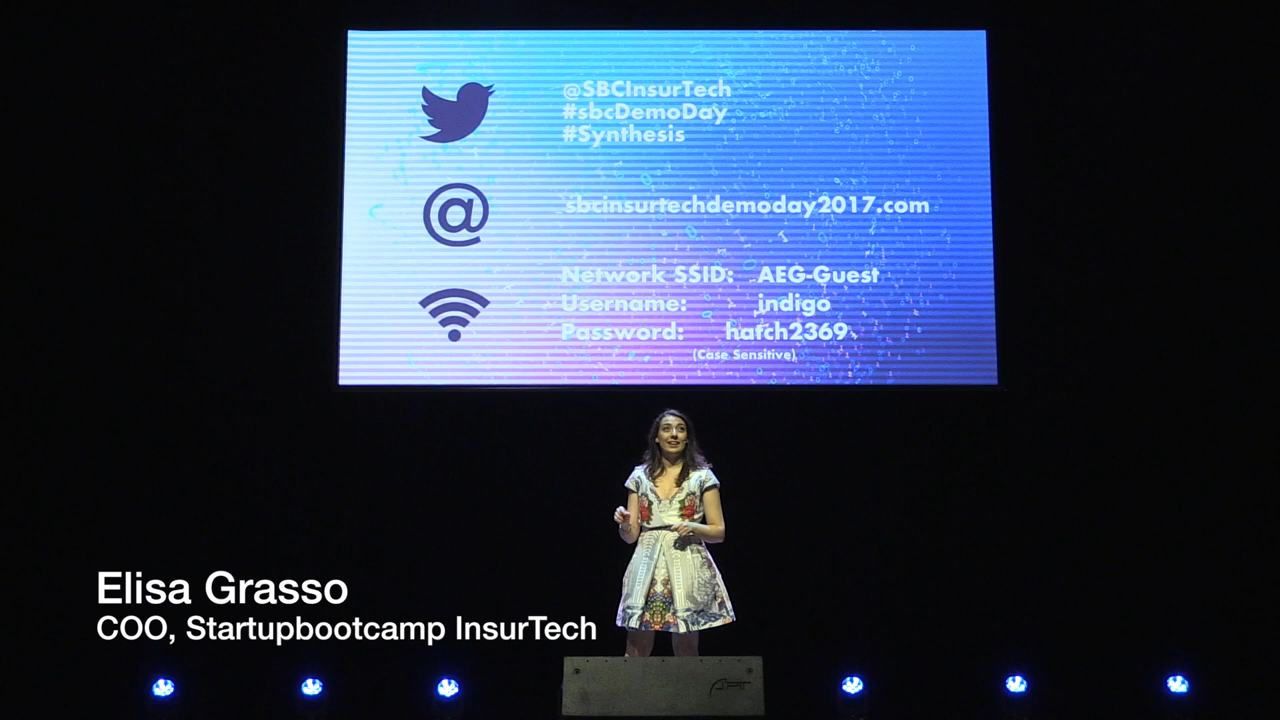 @SBCInsurTech
#sbcDemoDay
#Synthesis
@
sbcinsurtechdemoday2017.com
Network SSID: AEG-Guest
Username: indigo
Password: hatch2369
(Case Sensitive)
Elisa Grasso
COO, Startupbootcamp InsurTech